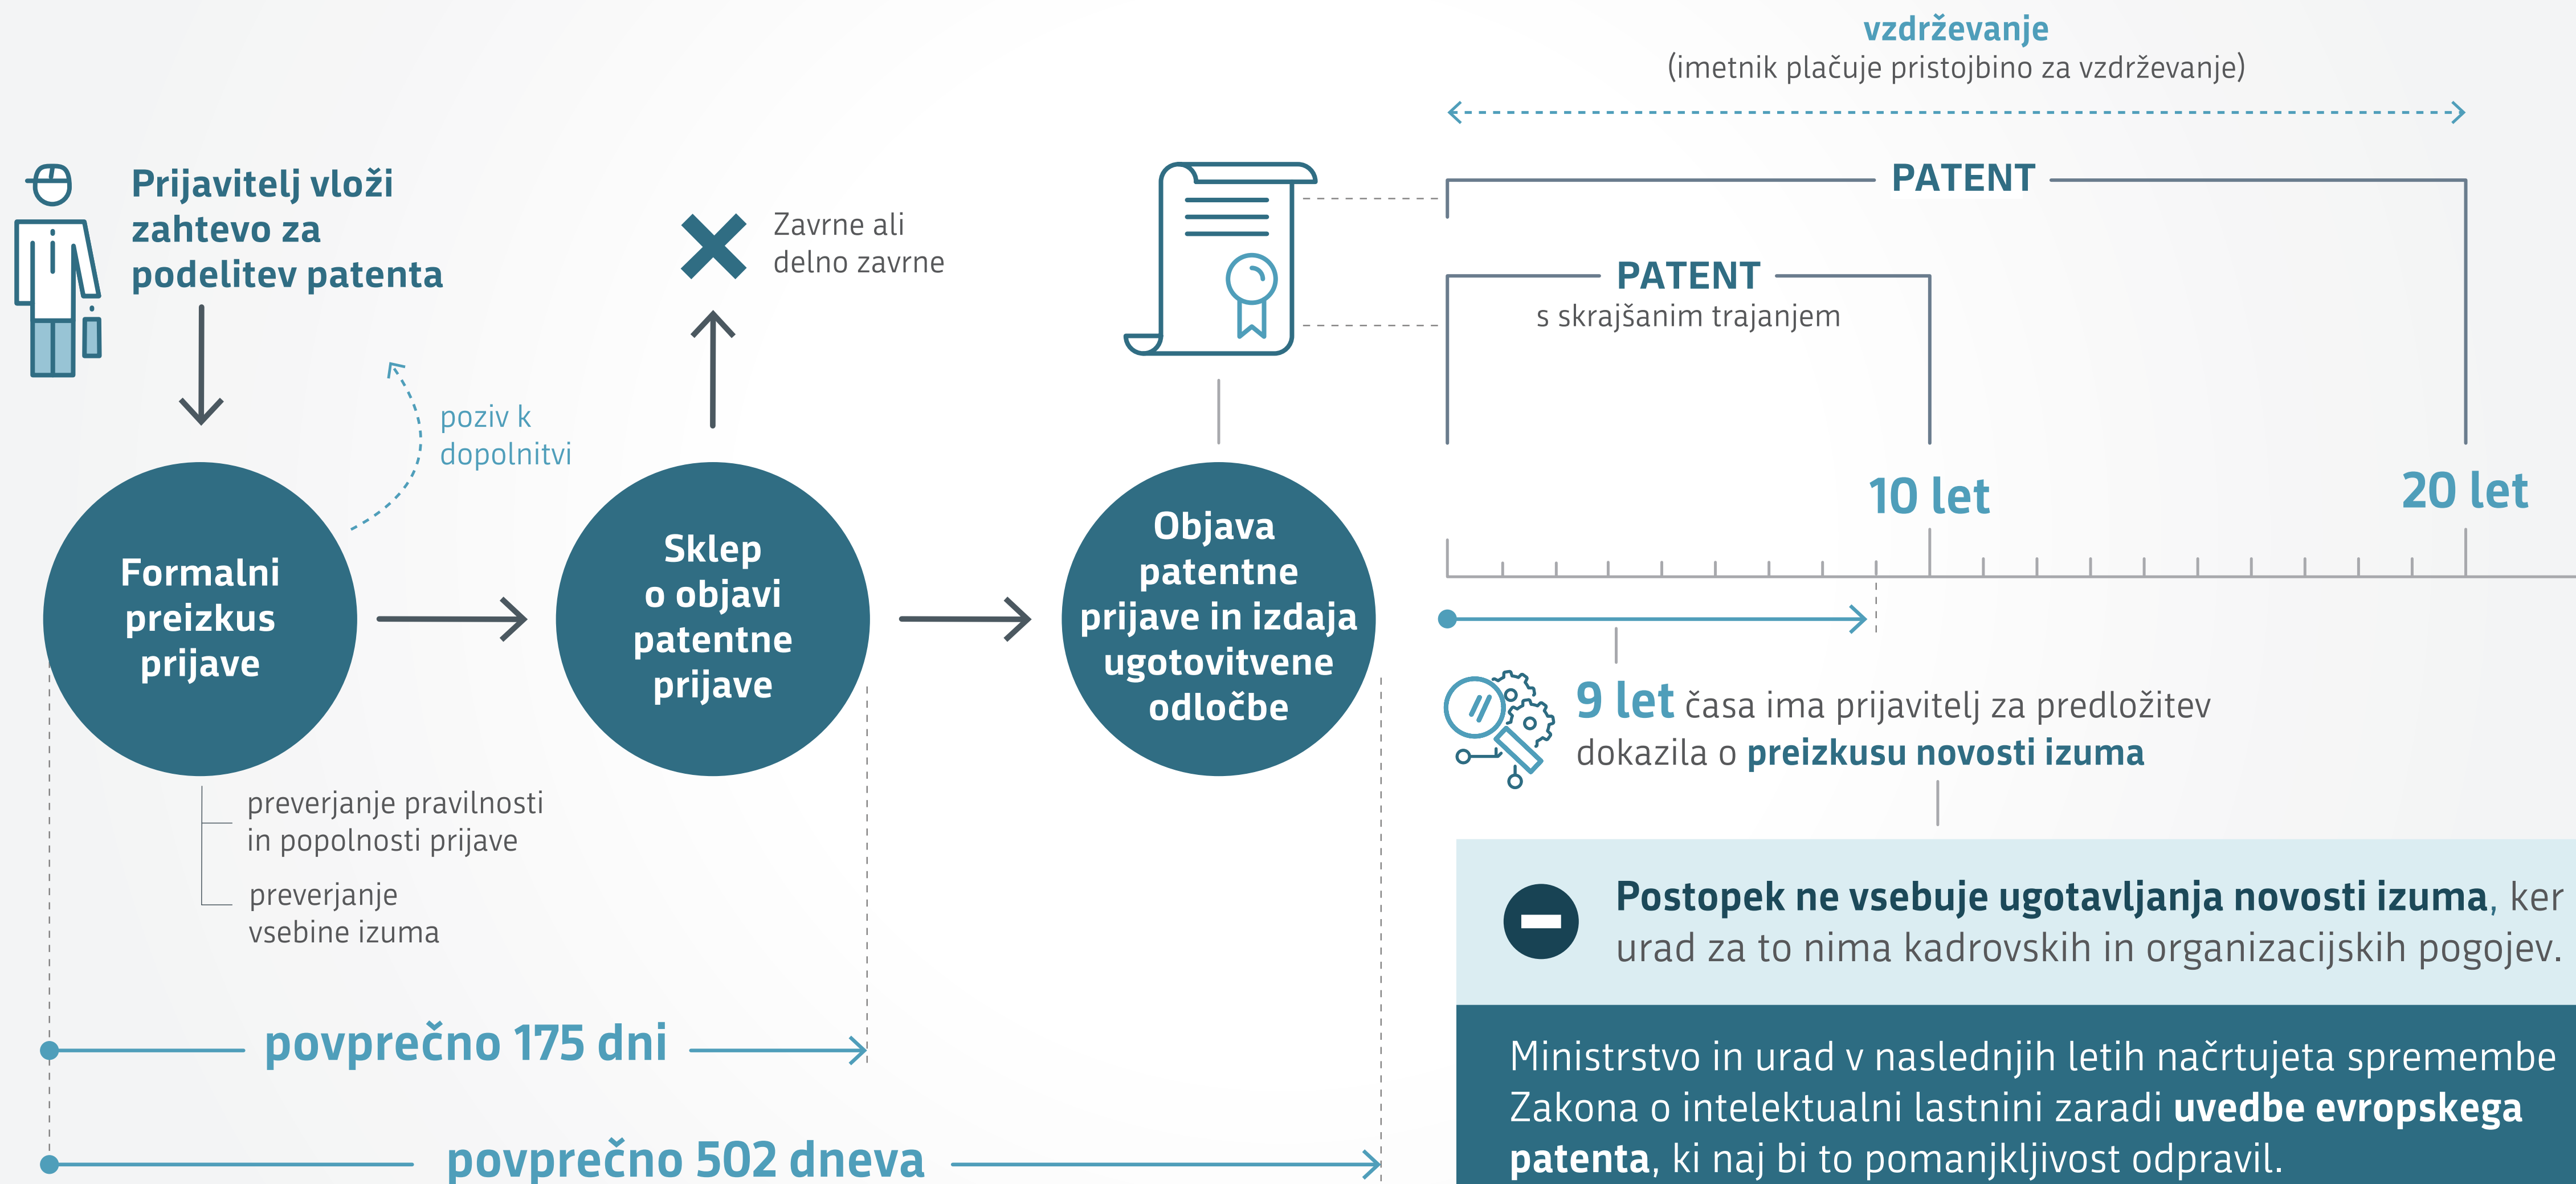 vzdrževanje
(imetnik plačuje pristojbino za vzdrževanje)
Prijavitelj vloži
zahtevo za
podelitev patenta
Zavrne ali
delno zavrne
PATENT
PATENT
s skrajšanim trajanjem
poziv k
dopolnitvi
10 let
20 let
Formalni
preizkus
prijave
Sklep
o objavi
patentne
prijave
Objava
patentne
prijave in izdaja
ugotovitvene
odločbe
9 let časa ima prijavitelj za predložitev
dokazila o preizkusu novosti izuma
preverjanje pravilnosti
in popolnosti prijave
preverjanje
vsebine izuma
Postopek ne vsebuje ugotavljanja novosti izuma, ker
urad za to nima kadrovskih in organizacijskih pogojev.
povprečno 175 dni
povprečno 502 dneva
Ministrstvo in urad v naslednjih letih načrtujeta spremembe
Zakona o intelektualni lastnini zaradi uvedbe evropskega
patenta, ki naj bi to pomanjkljivost odpravil.